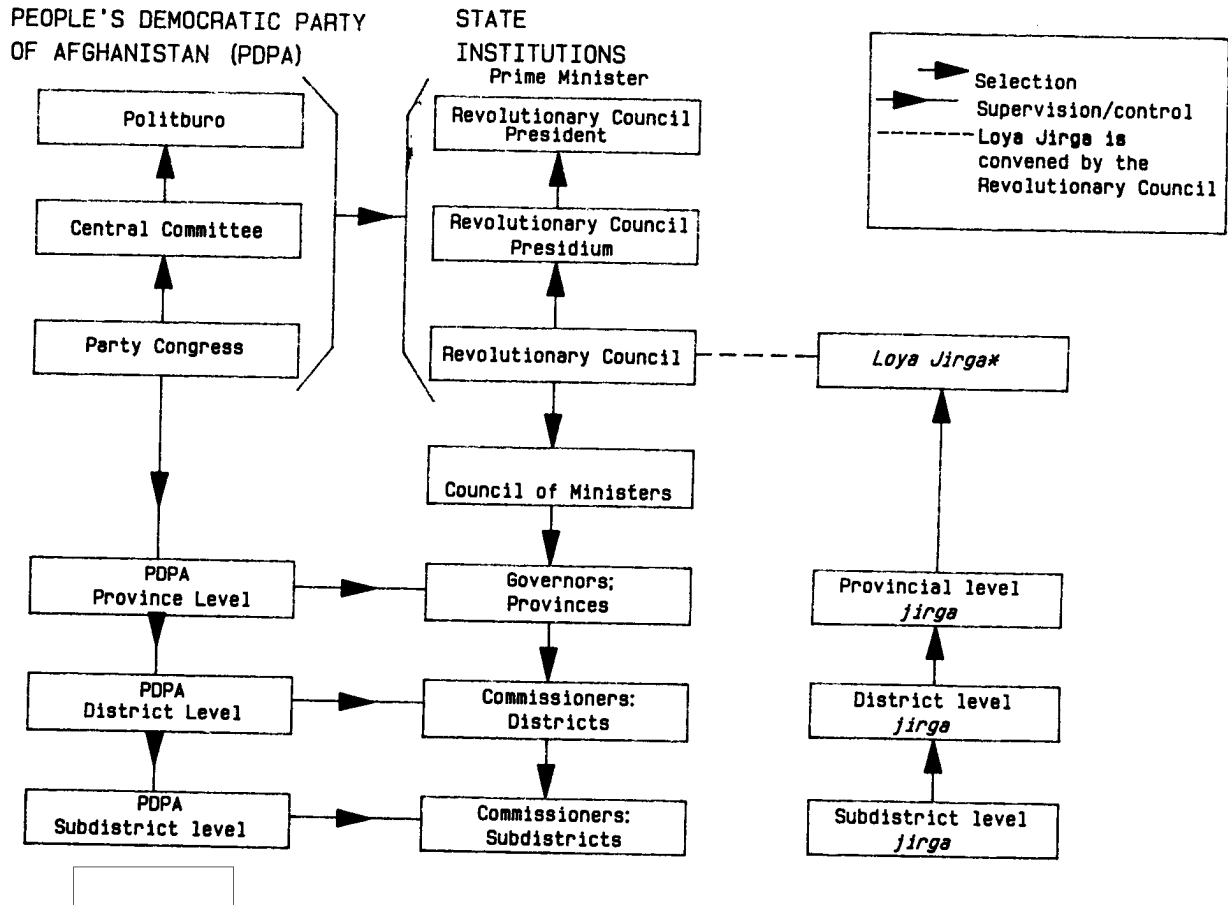 PEOPLE'S DEMOCRATIC PARTY
OF AFGHANISTAN (PDPA)
STATE
INSTITUTIONS
Prime Minister
Selection
Supervision/control
Loya Jirga is
convened by the
Revolutionary Council
Politburo
Revolutionary Council
President
Central Committee
Revolutionary Council
Presidium
Party Congress
Revolutionary Council
Loya Jirga*
Council of Ministers
PDPA
Province Level
Governors;
Provinces
Provincial level
jirga
PDPA
District Level
Commissioners:
Districts
District level
jirga
PDPA
Subdistrict level
Commissioners:
Subdistricts
Subdistrict level
jirga